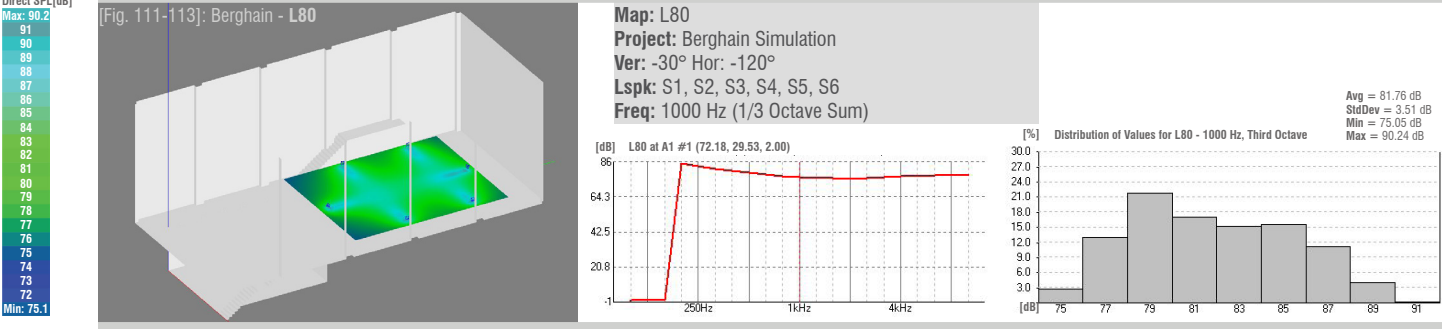 Direct SPL[dB]
Max: 90.2
91
90
89
88
87
86
85
84
83
82
81
80
79
78
77
76
75
74
73
72
Min: 75.1
[Fig. 111-113]: Berghain - L80
Map: L80
Project: Berghain Simulation
Ver: -30° Hor: -120°
Lspk: S1, S2, S3, S4, S5, S6
Freq: 1000 Hz (1/3 Octave Sum)
[dB] L80 at A1 #1 (72.18, 29.53, 2.00)
86
64.3
42.5
20.8
-1
250Hz 1kHz 4kHz
Avg = 81.76 dB
StdDev = 3.51 dB
Min = 75.05 dB
Max = 90.24 dB
[%] Distribution of Values for L80 - 1000 Hz, Third Octave
30.0
27.0
24.0
21.0
18.0
15.0
12.0
9.0
6.0
3.0
[dB] 75 77 79 81 83 85 87 89 91